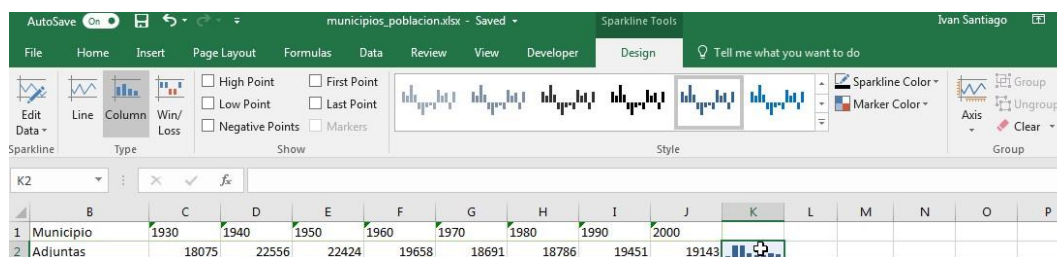 AutoSave On municipios_poblacion.xlsx - Saved Sparkline Tools Ivan Santiago
File Home Insert Page Layout Formulas Data Review View Developer Design Tell me what you want to do
High Point First Point Sparkline Color Group
Low Point Last Point Marker Color Ungroup
Edit Line Column Win/ Negative Points Markers Axis Clear
Data Loss
Sparkline Type Show Style Group
K2 fx
B C D E F G H I J K L M N O P
1 Municipio 1930 1940 1950 1960 1970 1980 1990 2000
2 Adjuntas 18075 22556 22424 19658 18691 18786 19451 19143